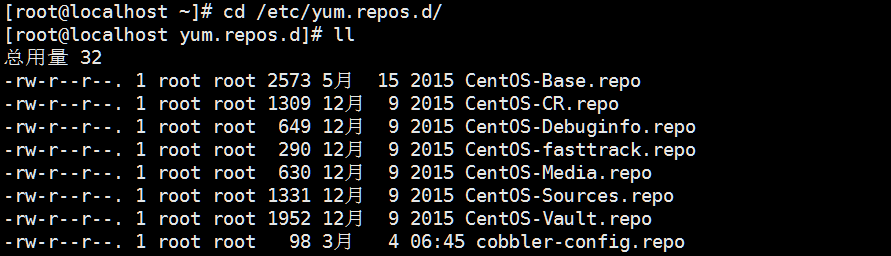 [root@localhost ~]# cd /etc/yum.repos.d/
[root@localhost yum.repos.d]# ll
总用量 32
-rw-r--r--. 1 root root 2573 5月  15 2015 CentOS-Base.repo
-rw-r--r--. 1 root root 1309 12月  9 2015 CentOS-CR.repo
-rw-r--r--. 1 root root  649 12月  9 2015 CentOS-Debuginfo.repo
-rw-r--r--. 1 root root  290 12月  9 2015 CentOS-fasttrack.repo
-rw-r--r--. 1 root root  630 12月  9 2015 CentOS-Media.repo
-rw-r--r--. 1 root root 1331 12月  9 2015 CentOS-Sources.repo
-rw-r--r--. 1 root root 1952 12月  9 2015 CentOS-Vault.repo
-rw-r--r--. 1 root root   98 3月   4 06:45 cobbler-config.repo